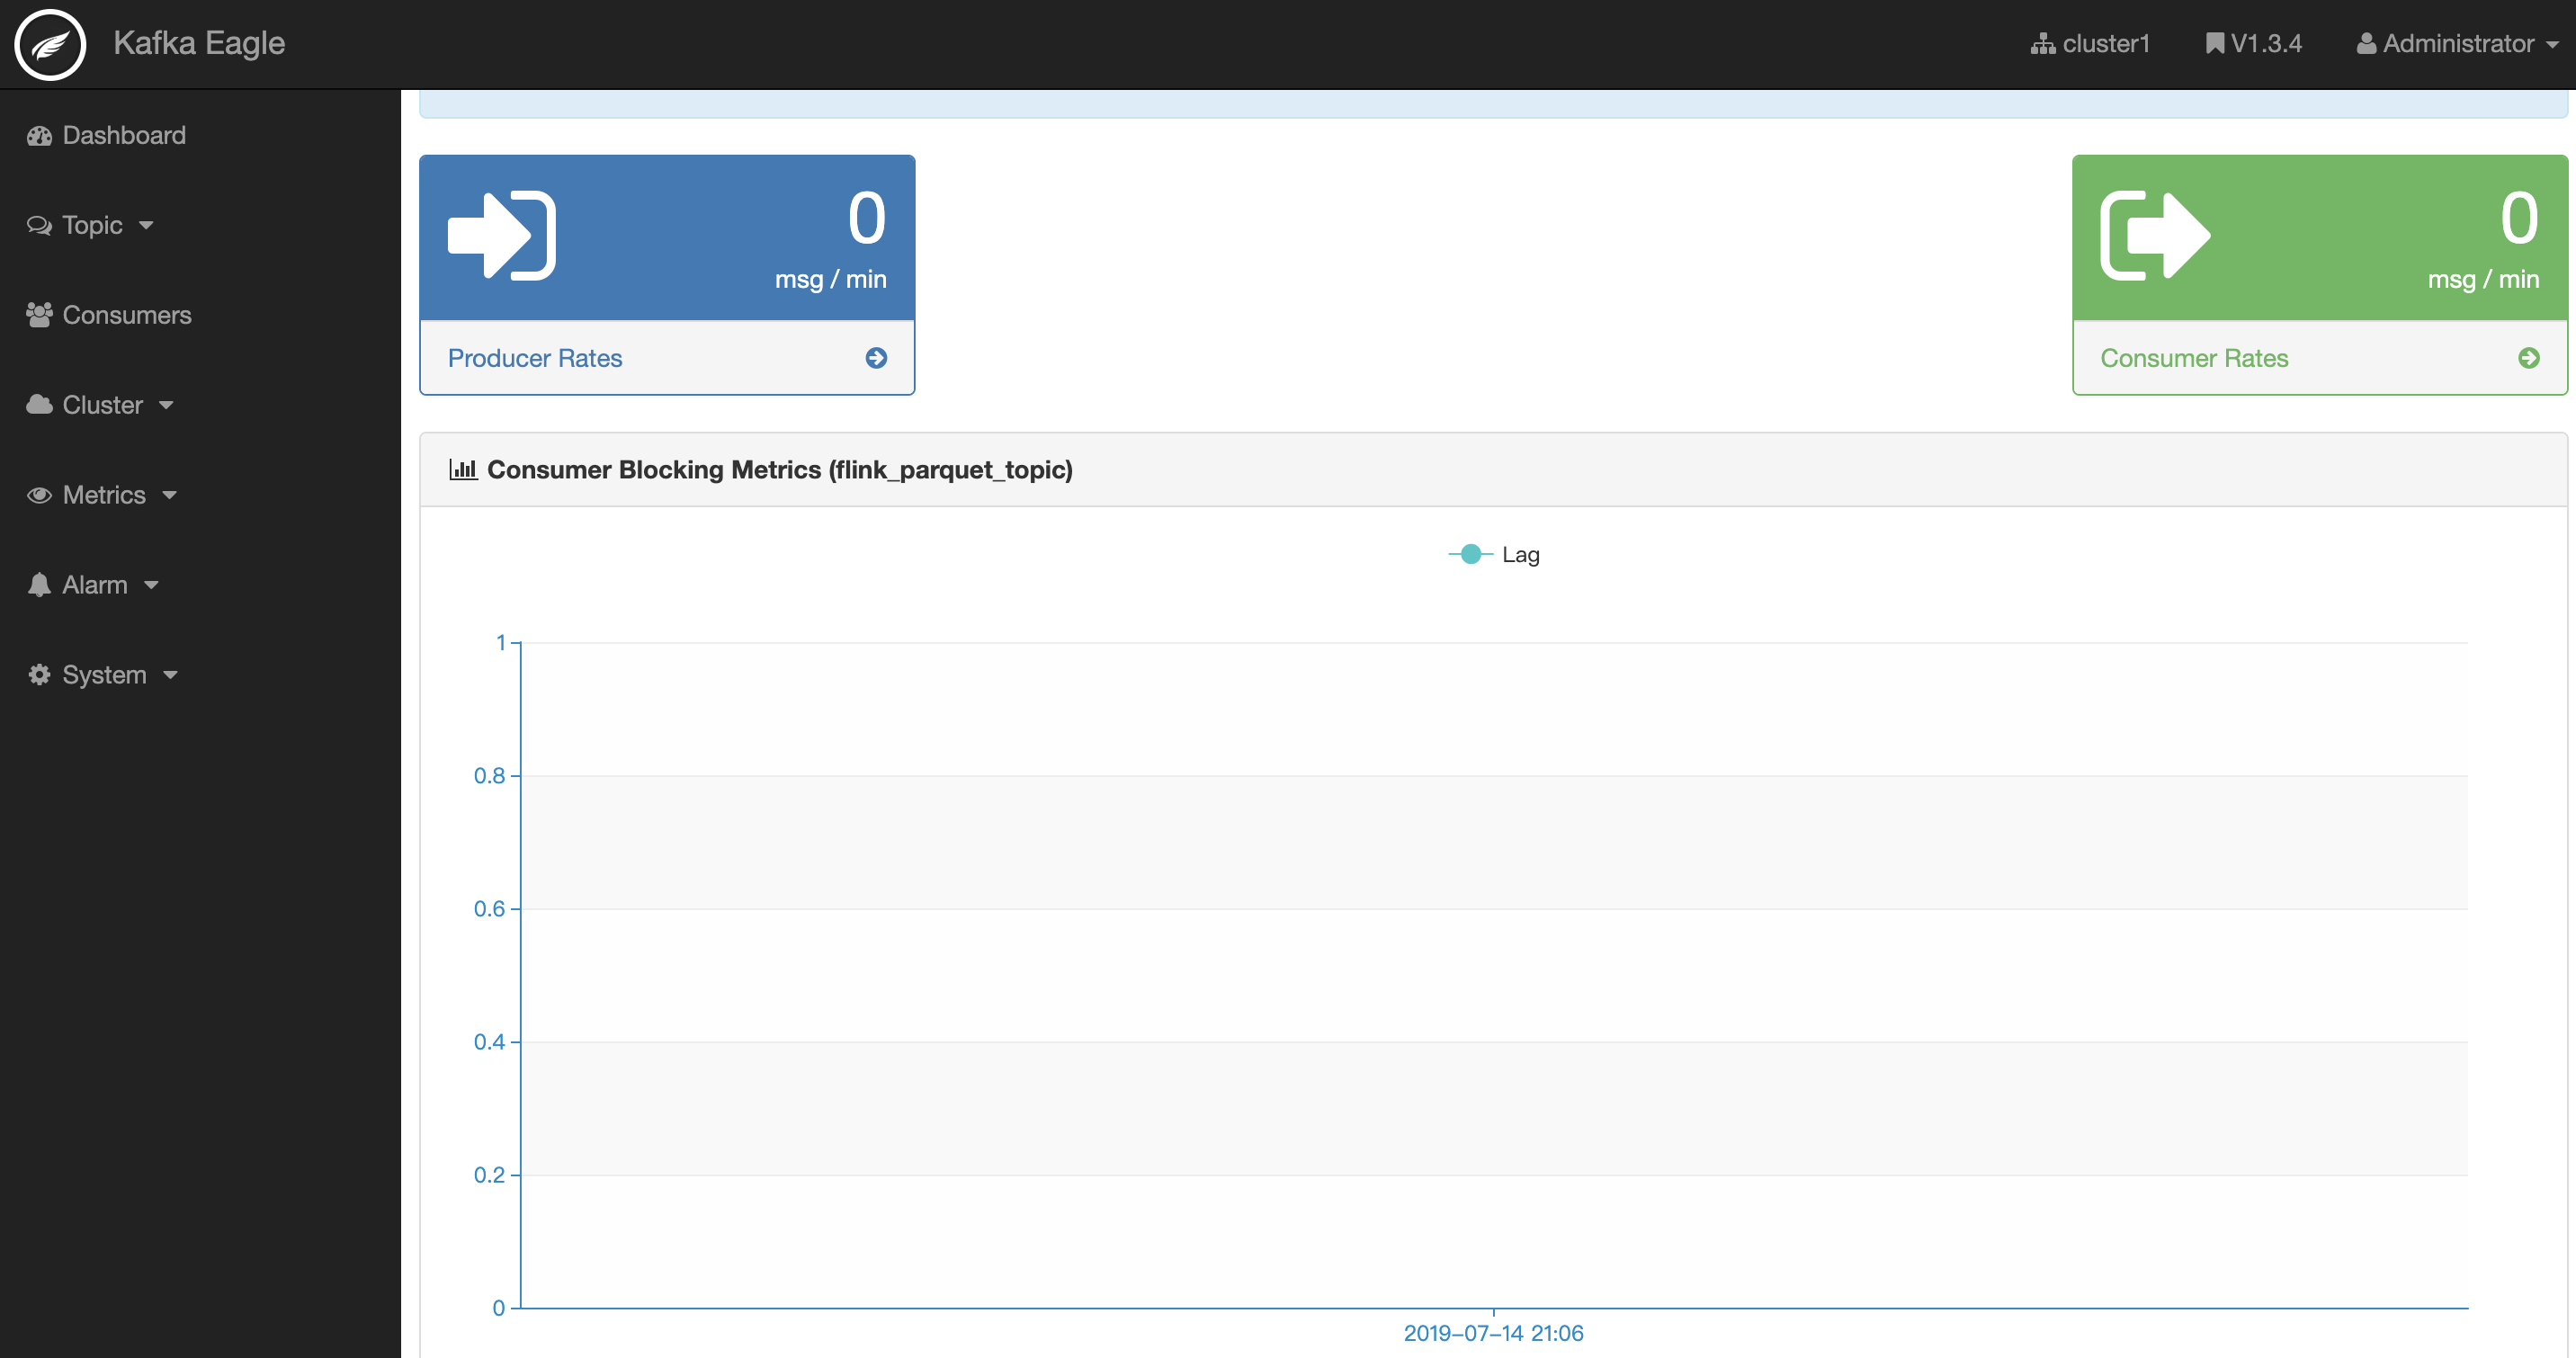 Kafka Eagle
cluster1
V1.3.4
Administrator
Dashboard
Topic
Consumers
Cluster
Metrics
Alarm
System
0
msg / min
Producer Rates
0
msg / min
Consumer Rates
Consumer Blocking Metrics (flink_parquet_topic)
Lag
1
0.8
0.6
0.4
0.2
0
2019-07-14 21:06